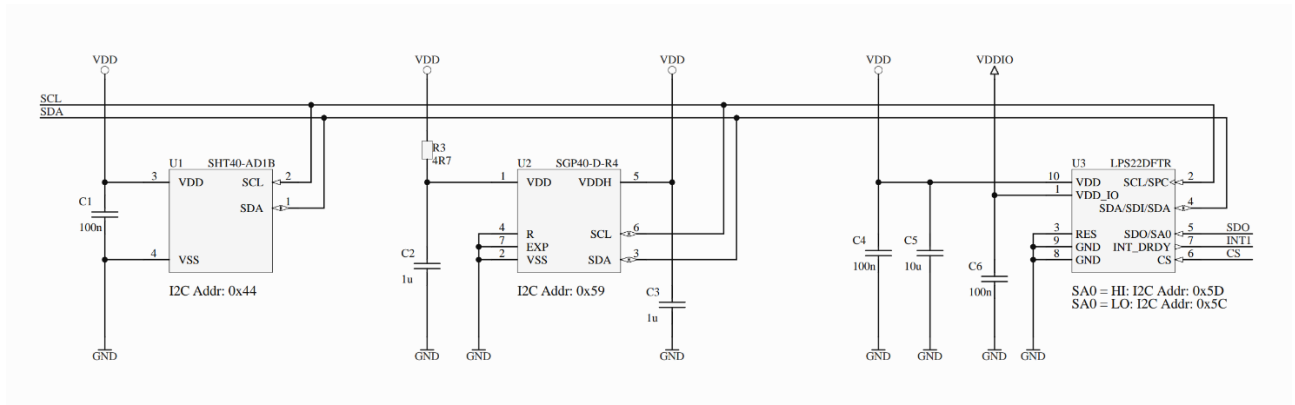 VDD
VDD
VDD
VDD
VDDIO
SCL
SDA
U1 SHT40-AD1B
3 VDD SCL 2
SDA 1
4 VSS
I2C Addr: 0x44
C1
100n
GND
R3
4R7
U2 SGP40-D-R4
1 VDD VDDH 5
4 R
7 EXP SCL 6
2 VSS SDA 3
I2C Addr: 0x59
C2
1u
C3
1u
GND
GND
GND
U3 LPS22DFTR
10 VDD SCL/SPC 2
1 VDD_IO
SDA/SDI/SDA 4
3 RES SDO/SA0 5 SDO
9 GND INT_DRDY 7 INT1
8 GND CS 6 CS
SA0 = HI: I2C Addr: 0x5D
SA0 = LO: I2C Addr: 0x5C
C4
100n
C5
10u
C6
100n
GND
GND
GND
GND